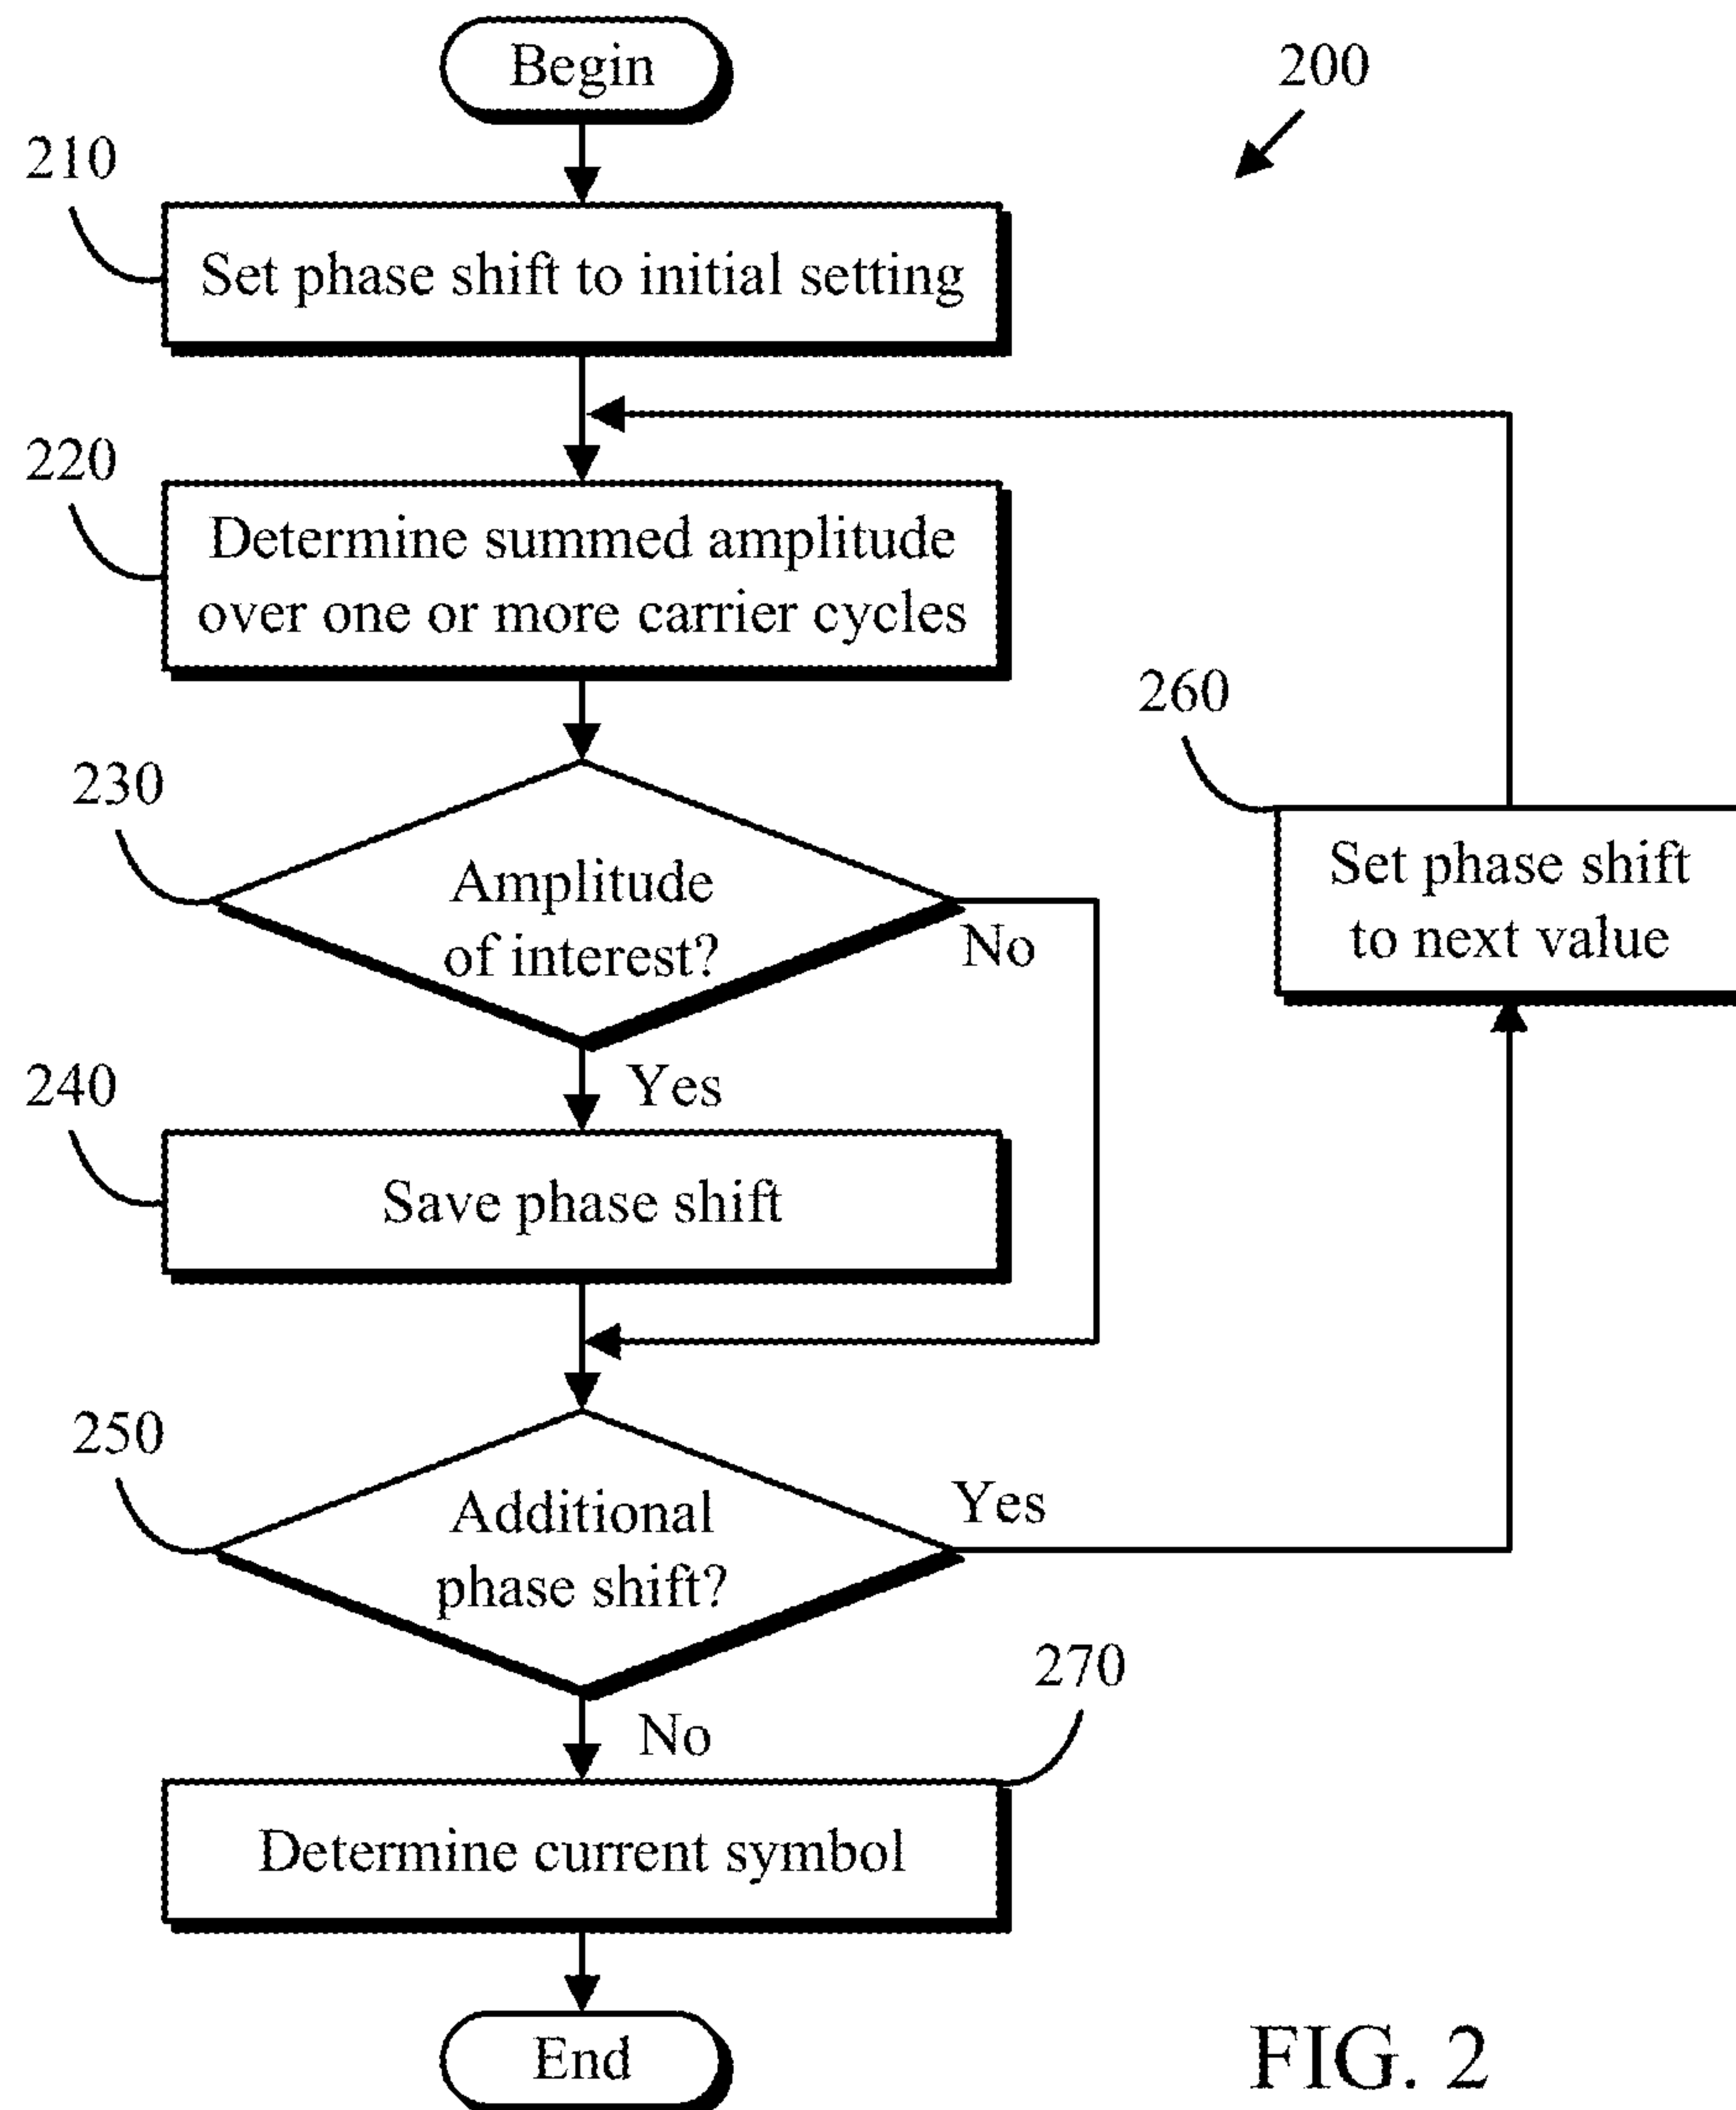 Begin
200
210
Set phase shift to initial setting
220
Determine summed amplitude
over one or more carrier cycles
260
Set phase shift
to next value
230
Amplitude
of interest?
No
Yes
240
Save phase shift
250
Additional
phase shift?
Yes
No
270
Determine current symbol
End
FIG. 2